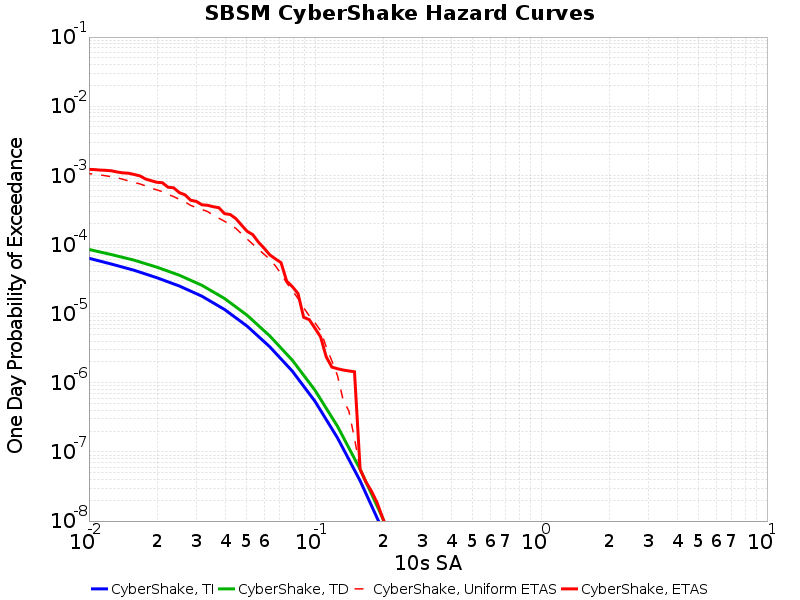 SBSM CyberShake Hazard Curves
One Day Probability of Exceedance
10^-1
10^-2
10^-3
10^-4
10^-5
10^-6
10^-7
10^-8
10^-2 2 3 4 5 6 10^-1 2 3 4 5 6 7 10^0 2 3 4 5 6 7 10^1
10s SA
CyberShake, TI CyberShake, TD CyberShake, Uniform ETAS CyberShake, ETAS